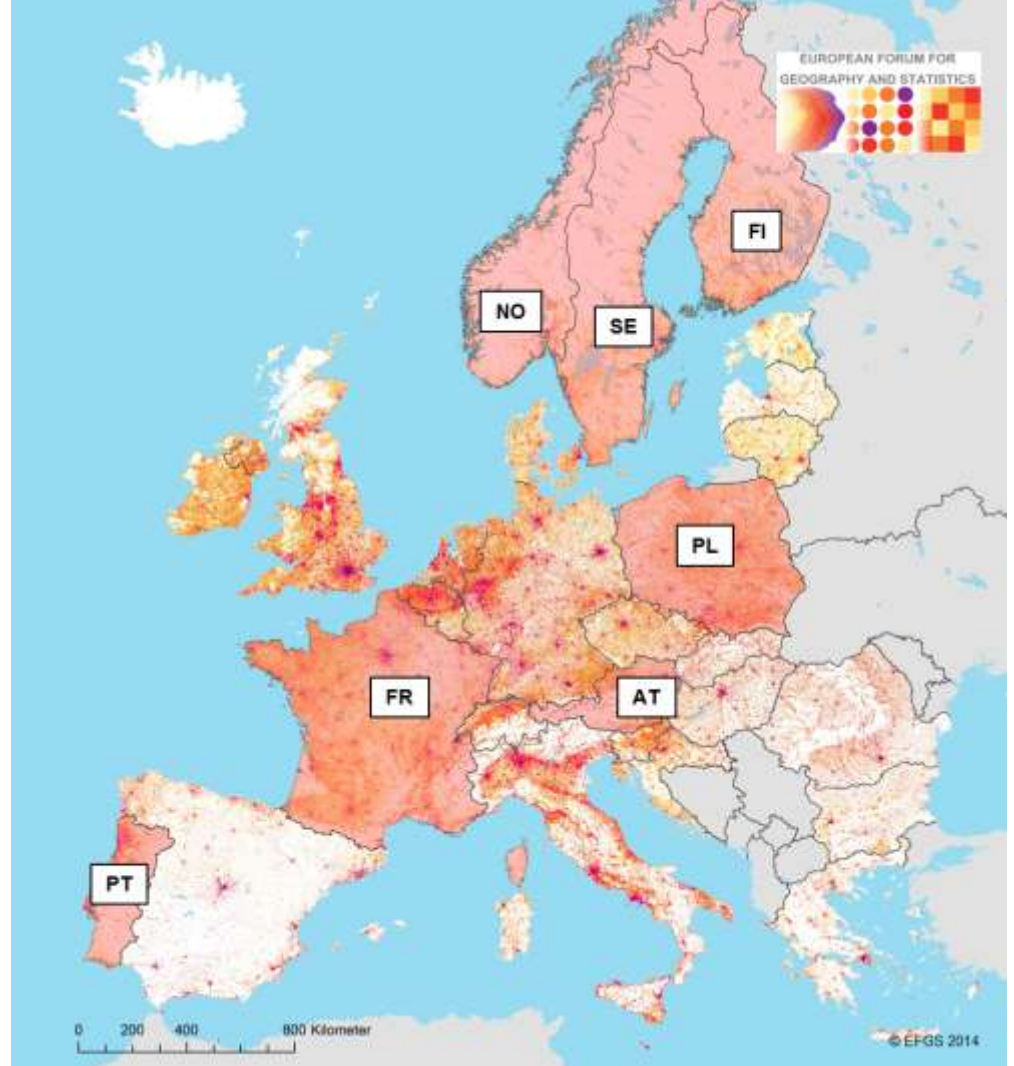 EUROPEAN FORUM FOR
GEOGRAPHY AND STATISTICS
FI
NO
SE
PL
FR
AT
PT
0 200 400 800 Kilometer
© EFGS 2014